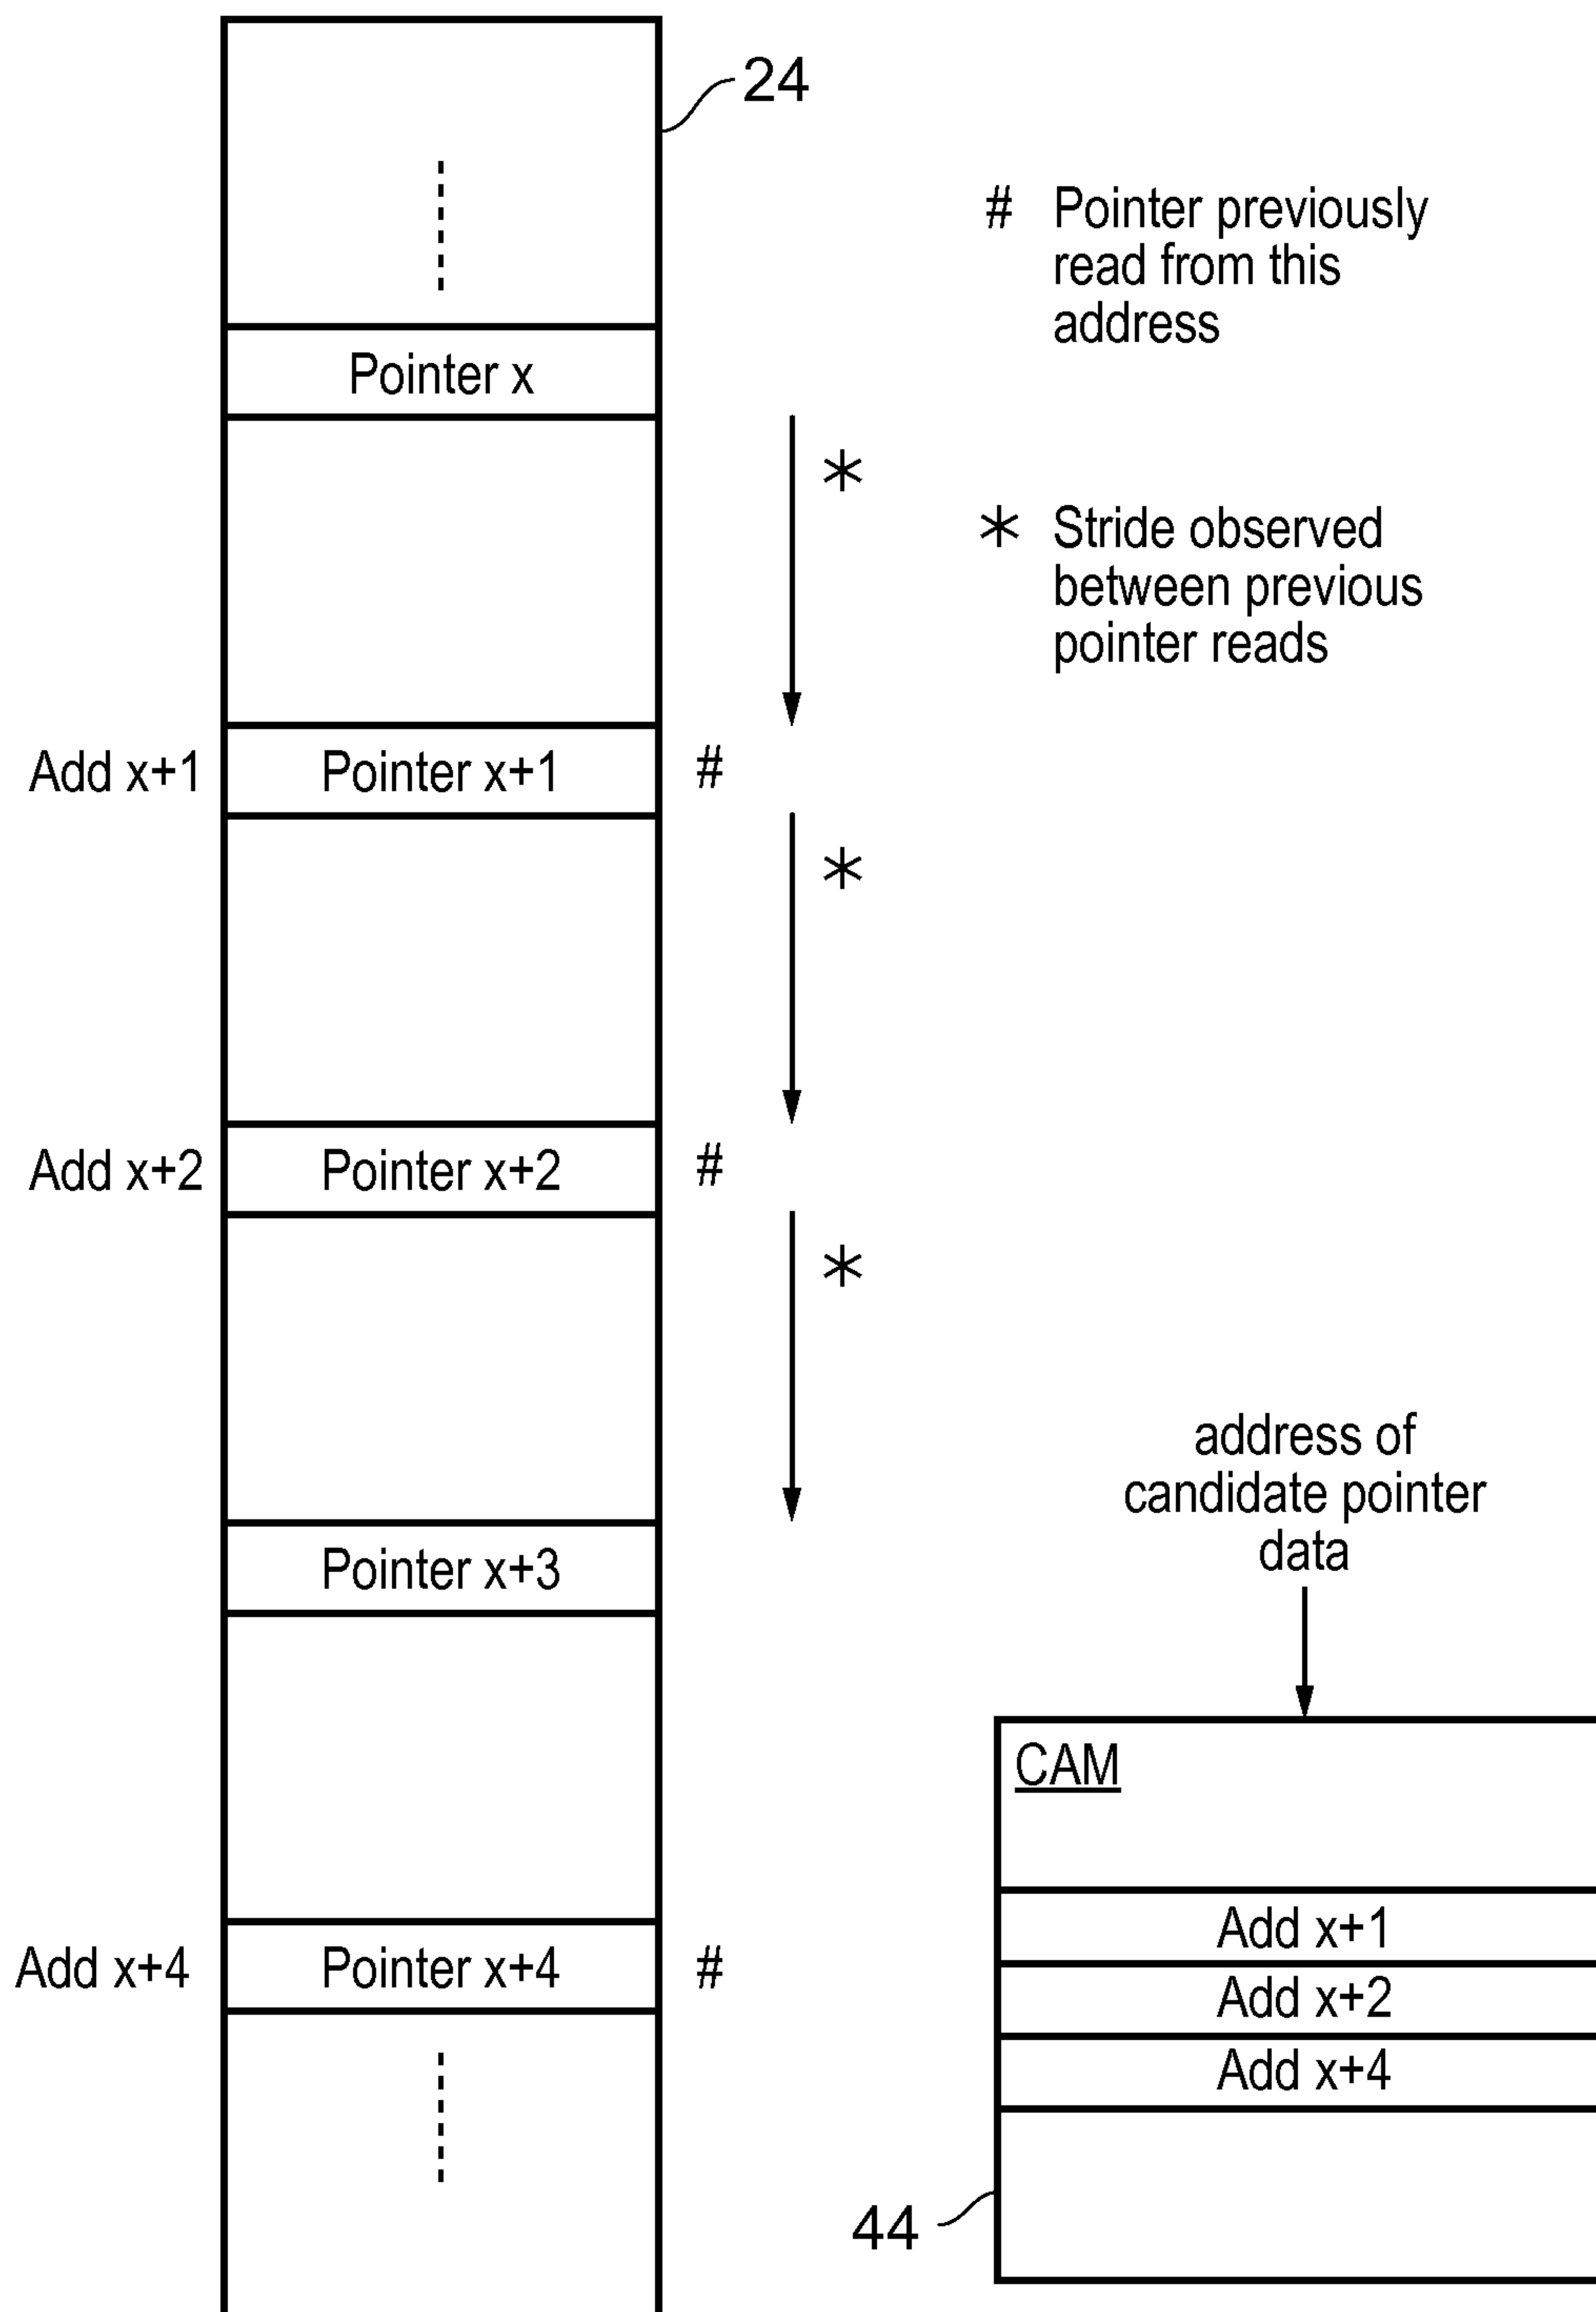 24
# Pointer previously
read from this
address
Pointer x
*
* Stride observed
between previous
pointer reads
Add x+1 Pointer x+1 #
*
Add x+2 Pointer x+2 #
*
address of
candidate pointer
data
Pointer x+3
CAM
Add x+1
Add x+2
Add x+4
Add x+4 Pointer x+4 #
44